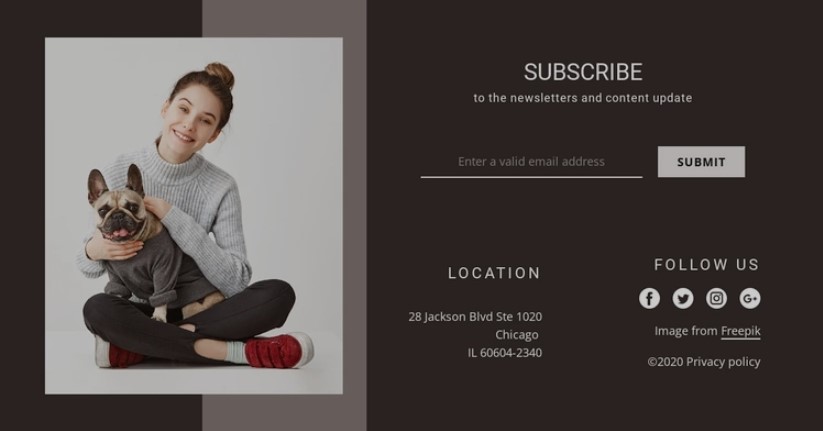 SUBSCRIBE
to the newsletters and content update
Enter a valid email address
SUBMIT
LOCATION
28 Jackson Blvd Ste 1020
Chicago
IL 60604-2340
FOLLOW US
Image from Freepik
©2020 Privacy policy